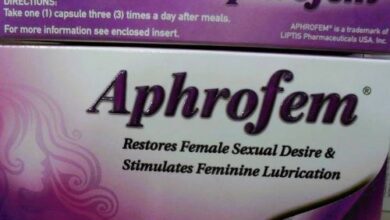 DIRECTIONS:
Take one (1) capsule three (3) times a day after meals.
For more information see enclosed insert.
Aphrofem
APHROFEM® is a trademark of
LIPTIS Pharmaceuticals USA, Inc.
Aphrofem®
Restores Female Sexual Desire &
Stimulates Feminine Lubrication